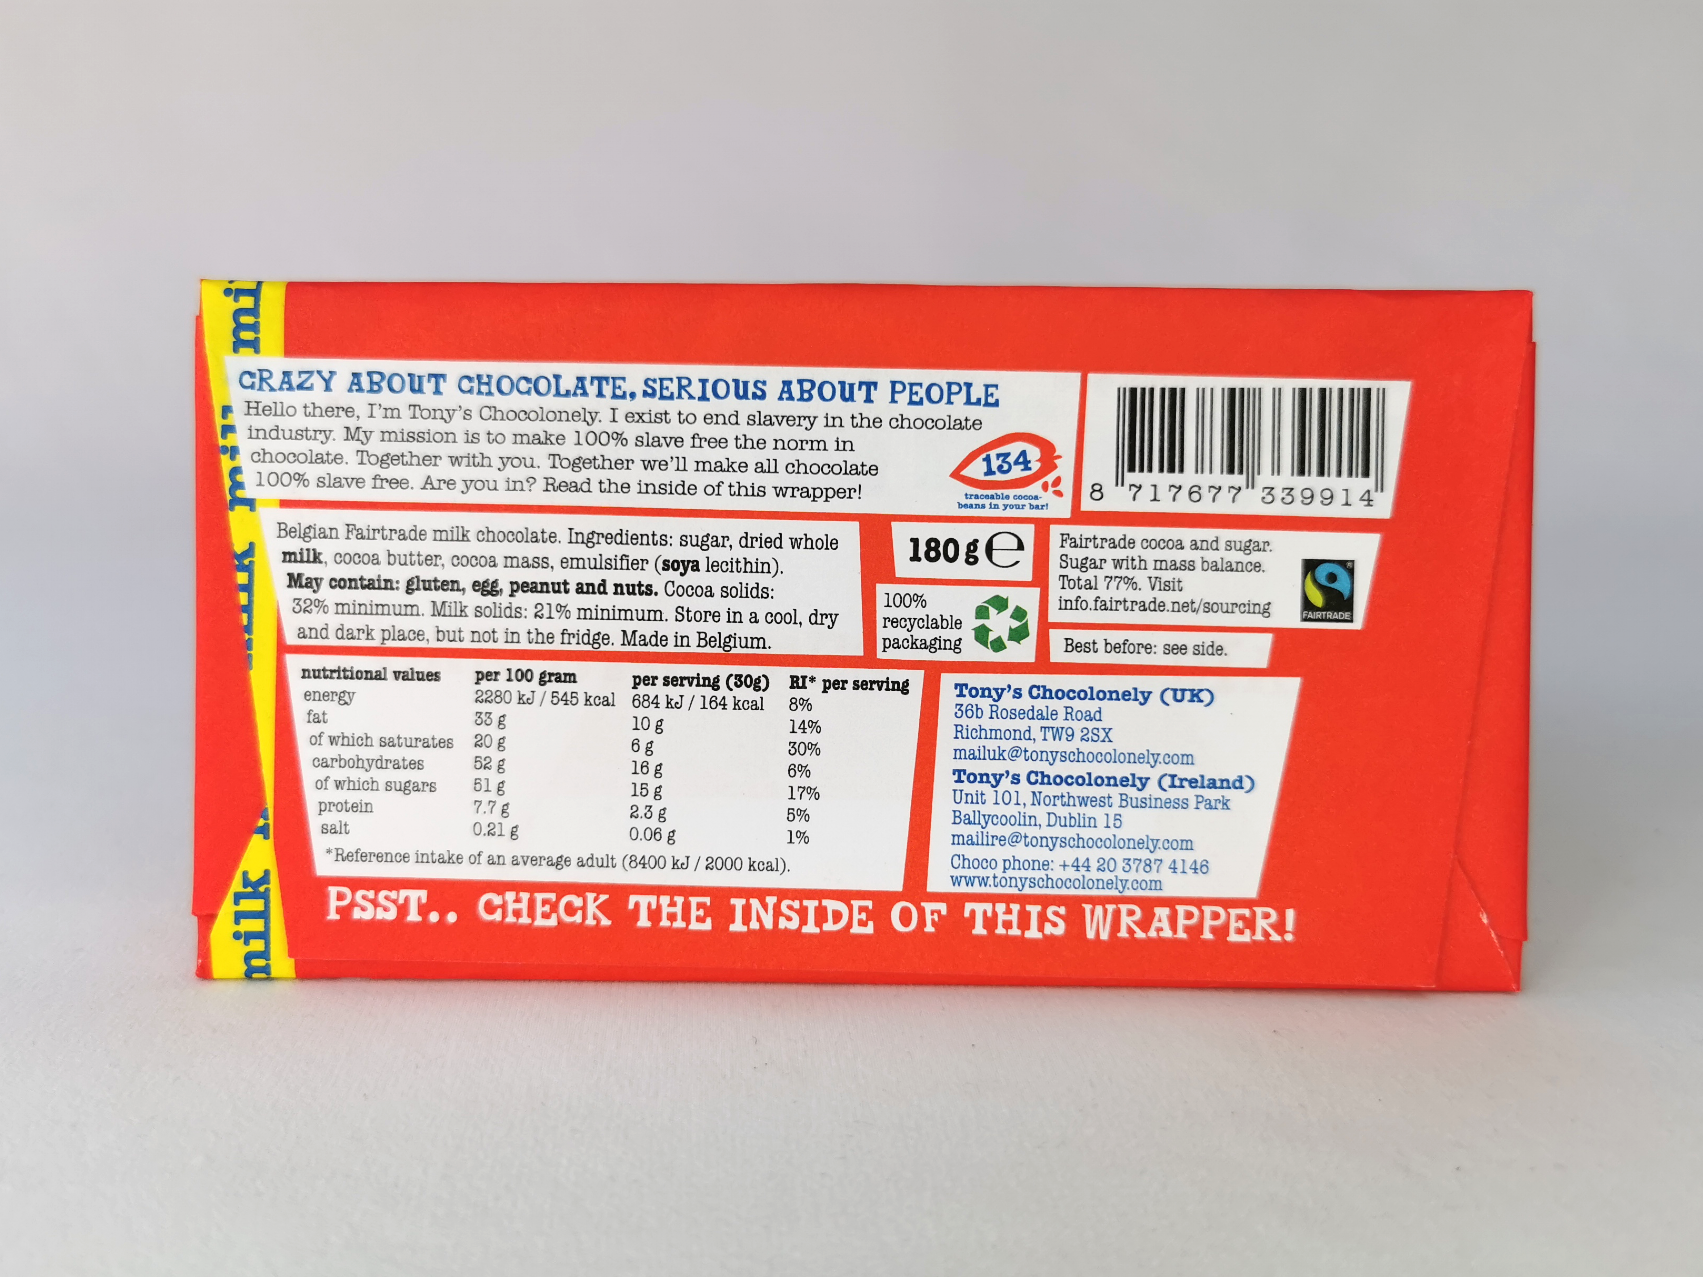 milk
milk
milk
milk
CRAZY ABOUT CHOCOLATE, SERIOUS ABOUT PEOPLE
Hello there, I'm Tony's Chocolonely. I exist to end slavery in the chocolate
industry. My mission is to make 100% slave free the norm in
chocolate. Together with you. Together we'll make all chocolate
100% slave free. Are you in? Read the inside of this wrapper!
134
traceable cocoa-
beans in your bar!
8 717677 339914
Belgian Fairtrade milk chocolate. Ingredients: sugar, dried whole
milk, cocoa butter, cocoa mass, emulsifier (soya lecithin).
May contain: gluten, egg, peanut and nuts. Cocoa solids:
32% minimum. Milk solids: 21% minimum. Store in a cool, dry
and dark place, but not in the fridge. Made in Belgium.
180 g e
100%
recyclable
packaging
Fairtrade cocoa and sugar.
Sugar with mass balance.
Total 77%. Visit
info.fairtrade.net/sourcing
FAIRTRADE
Best before: see side.
nutritional values per 100 gram per serving (30g) RI* per serving
energy 2280 kJ / 545 kcal 684 kJ / 164 kcal 8%
fat 33 g 10 g 14%
of which saturates 20 g 6 g 30%
carbohydrates 52 g 16 g 6%
of which sugars 51 g 15 g 17%
protein 7.7 g 2.3 g 5%
salt 0.21 g 0.06 g 1%
*Reference intake of an average adult (8400 kJ / 2000 kcal).
Tony's Chocolonely (UK)
36b Rosedale Road
Richmond, TW9 2SX
mailuk@tonyschocolonely.com
Tony's Chocolonely (Ireland)
Unit 101, Northwest Business Park
Ballycoolin, Dublin 15
mailire@tonyschocolonely.com
Choco phone: +44 20 3787 4146
www.tonyschocolonely.com
PSST.. CHECK THE INSIDE OF THIS WRAPPER!